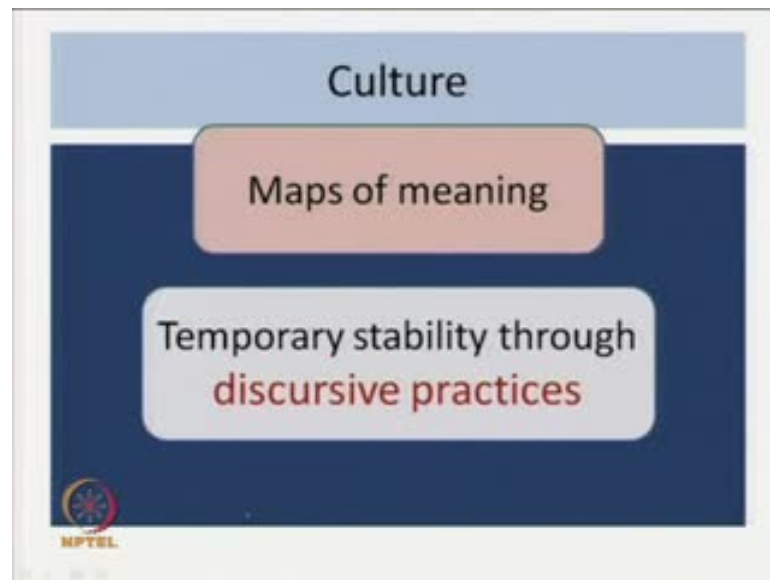 Culture
Maps of meaning
Temporary stability through
discursive practices
NPTEL